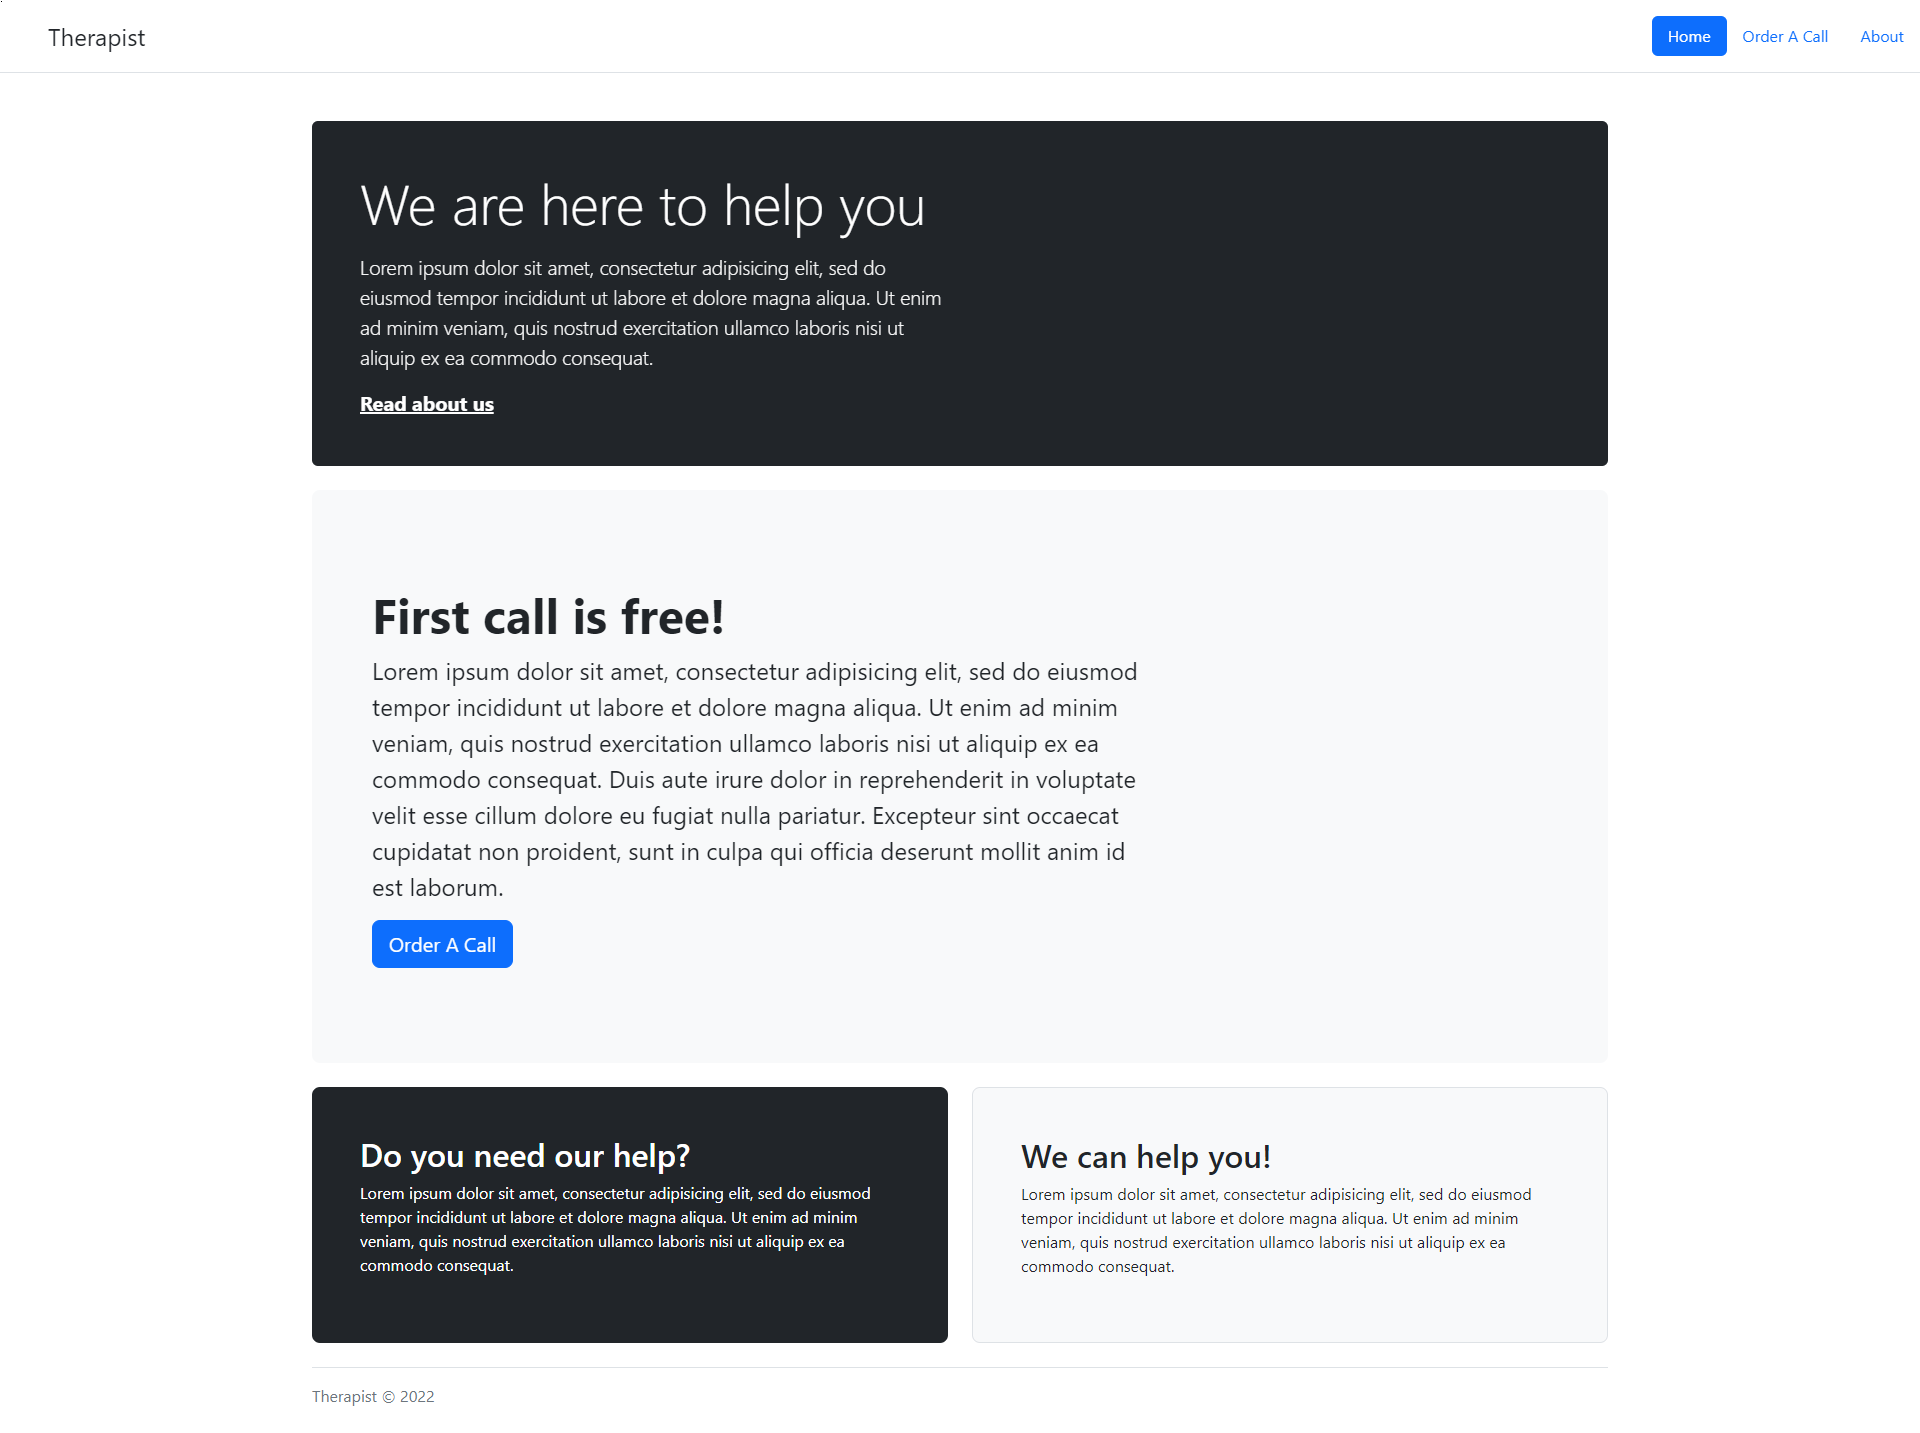 Therapist
Home
Order A Call
About
We are here to help you
Lorem ipsum dolor sit amet, consectetur adipisicing elit, sed do
eiusmod tempor incididunt ut labore et dolore magna aliqua. Ut enim
ad minim veniam, quis nostrud exercitation ullamco laboris nisi ut
aliquip ex ea commodo consequat.
Read about us
First call is free!
Lorem ipsum dolor sit amet, consectetur adipisicing elit, sed do eiusmod
tempor incididunt ut labore et dolore magna aliqua. Ut enim ad minim
veniam, quis nostrud exercitation ullamco laboris nisi ut aliquip ex ea
commodo consequat. Duis aute irure dolor in reprehenderit in voluptate
velit esse cillum dolore eu fugiat nulla pariatur. Excepteur sint occaecat
cupidatat non proident, sunt in culpa qui officia deserunt mollit anim id
est laborum.
Order A Call
Do you need our help?
Lorem ipsum dolor sit amet, consectetur adipisicing elit, sed do eiusmod
tempor incididunt ut labore et dolore magna aliqua. Ut enim ad minim
veniam, quis nostrud exercitation ullamco laboris nisi ut aliquip ex ea
commodo consequat.
We can help you!
Lorem ipsum dolor sit amet, consectetur adipisicing elit, sed do eiusmod
tempor incididunt ut labore et dolore magna aliqua. Ut enim ad minim
veniam, quis nostrud exercitation ullamco laboris nisi ut aliquip ex ea
commodo consequat.
Therapist © 2022